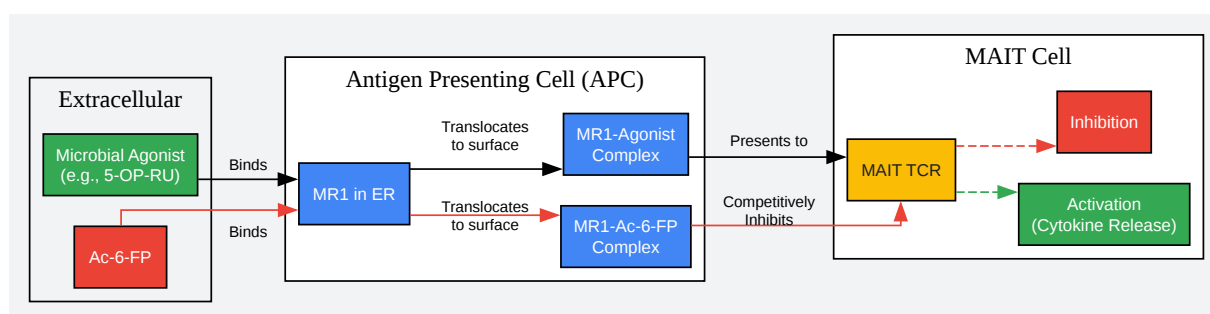 Extracellular
Microbial Agonist
(e.g., 5-OP-RU)
Ac-6-FP
Binds
Binds
Antigen Presenting Cell (APC)
MR1 in ER
Translocates
to surface
Translocates
to surface
MR1-Agonist
Complex
MR1-Ac-6-FP
Complex
Presents to
Competitively
Inhibits
MAIT Cell
MAIT TCR
Inhibition
Activation
(Cytokine Release)